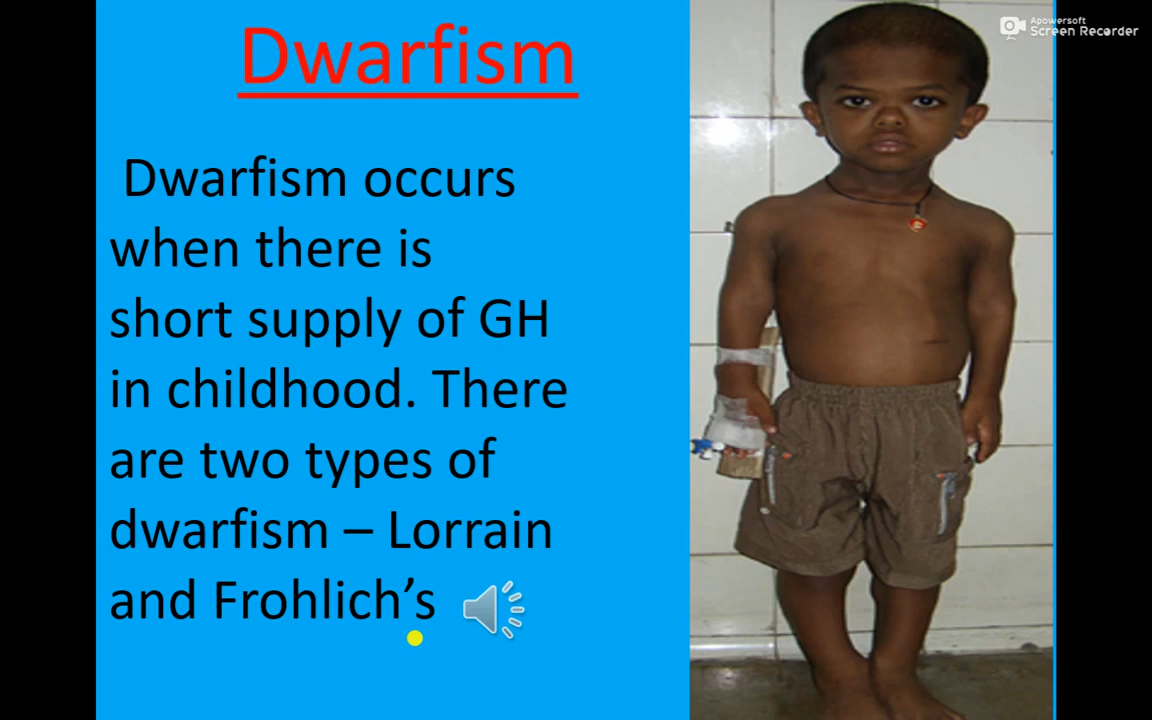 Dwarfism
Apowersoft
Screen Recorder
Dwarfism occurs
when there is
short supply of GH
in childhood. There
are two types of
dwarfism – Lorrain
and Frohlich’s